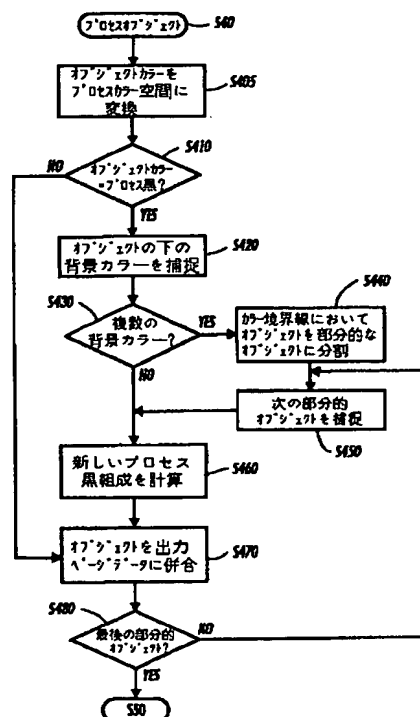 プロセスオブジェクト
S40
オブジェクトカラーを
プロセスカラー空間に
変換
S405
S410
オブジェクトカラー
=プロセス黒?
NO
YES
オブジェクトの下の
背景カラーを捕捉
S420
S430
複数の
背景カラー?
YES
NO
S440
カラー境界線において
オブジェクトを部分的な
オブジェクトに分割
次の部分的
オブジェクトを捕捉
S450
新しいプロセス
黒組成を計算
S460
オブジェクトを出力
ページデータに併合
S470
S480
最後の部分的
オブジェクト?
NO
YES
S50